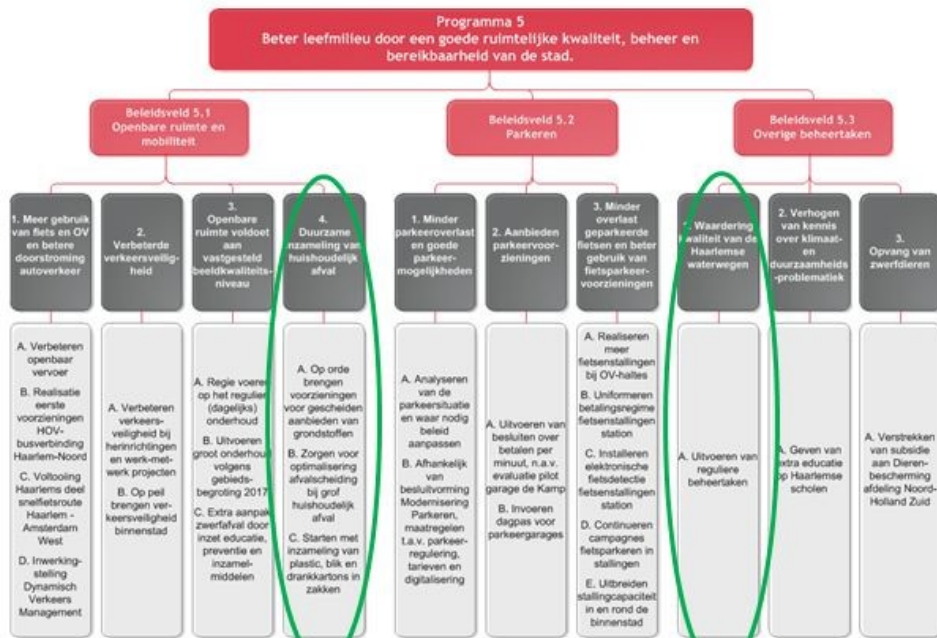 Programma 5
Beter leefmilieu door een goede ruimtelijke kwaliteit, beheer en
bereikbaarheid van de stad.
Beleidsveld 5.1
Openbare ruimte en
mobiliteit
Beleidsveld 5.2
Parkeren
Beleidsveld 5.3
Overige beheertaken
1. Meer gebruik
van fiets en OV
en betere
doorstroming
autoverkeer
2.
Verbeterde
verkeersveilig-
heid
3.
Openbare
ruimte voldoet
aan
vastgesteld
beeldkwaliteits-
niveau
4.
Duurzame
inzameling van
huishoudelijk
afval
1. Minder
parkeeroverlast
en goede
parkeer-
mogelijkheden
2. Aanbieden
parkeervoor-
zieningen
3. Minder
overlast
geparkeerde
fietsen en beter
gebruik van
fietsparkeer-
voorzieningen
1. Waardering
kwaliteit van de
Haarlemse
waterwegen
2. Verhogen
van kennis
over klimaat-
en
duurzaamheids
-problematiek
3.
Opvang van
zwerfdieren
A. Verbeteren
openbaar
vervoer
B. Realisatie
eerste
voorzieningen
HOV-
busverbinding
Haarlem-Noord
C. Voltooiing
Haarlems deel
snelfietsroute
Haarlem -
Amsterdam
West
D. Inwerking-
stelling
Dynamisch
Verkeers
Management
A. Verbeteren
verkeers-
veiligheid bij
herinrichtingen
en werk-met-
werk projecten
B. Op peil
brengen ver-
keersveiligheid
binnenstad
A. Regie voeren
op het regulier
(dagelijks)
onderhoud
B. Uitvoeren
groot onderhoud
volgens
gebieds-
begroting 2017
C. Extra aanpak
zwerfafval door
inzet educatie,
preventie en
inzamel-
middelen
A. Op orde
brengen
voorzieningen
voor gescheiden
aanbieden van
grondstoffen
B. Zorgen voor
optimalisering
afvalscheiding
bij grof
huishoudelijk
afval
C. Starten met
inzameling van
plastic, blik en
drankkartons in
zakken
A. Analyseren
van de
parkeersituatie
en waar nodig
beleid
aanpassen
B. Afhankelijk
van
besluitvorming
Modernisering
Parkeren,
maatregelen
t.a.v. parkeer-
regulering,
tarieven en
digitalisering
A. Uitvoeren van
besluiten over
betalen per
minuut, n.a.v.
evaluatie pilot
garage de Kamp
B. Invoeren
dagpas voor
parkeergarages
A. Realiseren
meer
fietsenstallingen
bij OV-haltes
B. Uniformeren
betalingsregime
fietsenstallingen
station
C. Installeren
elektronische
fietsdetectie
fietsenstallingen
station
D. Continueren
campagnes
fietsparkeren in
stallingen
E. Uitbreiden
stallingcapaciteit
in en rond de
binnenstad
A. Uitvoeren van
reguliere
beheertaken
A. Geven van
extra educatie
op Haarlemse
scholen
A. Verstrekken
van subsidie
aan Dieren-
bescherming
afdeling Noord-
Holland Zuid